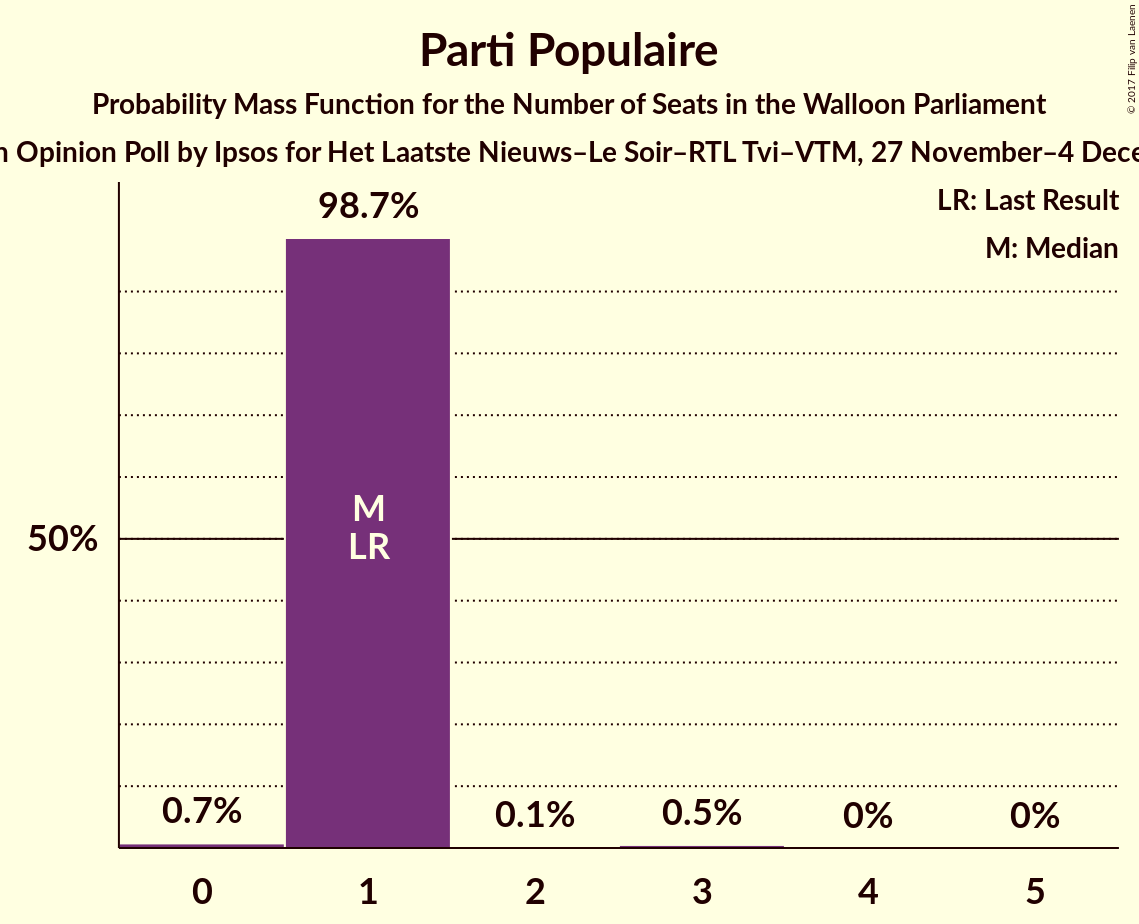 Parti Populaire
Probability Mass Function for the Number of Seats in the Walloon Parliament
Opinion Poll by Ipsos for Het Laatste Nieuws–Le Soir–RTL Tvi–VTM, 27 November–4
LR: Last Result
M: Median
98.7%
M
LR
50%
0.7%
0.1%
0.5%
0%
0%
0
1
2
3
4
5
© 2017 Filip van Laenen